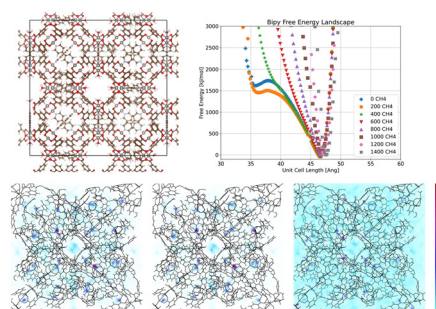 Bipy Free Energy Landscape
3000
2500
2000
1500
1000
500
0
Free Energy [kJ/mol]
0 CH4
200 CH4
400 CH4
600 CH4
800 CH4
1000 CH4
1200 CH4
1400 CH4
30 35 40 45 50 55 60
Unit Cell Length [Ang]